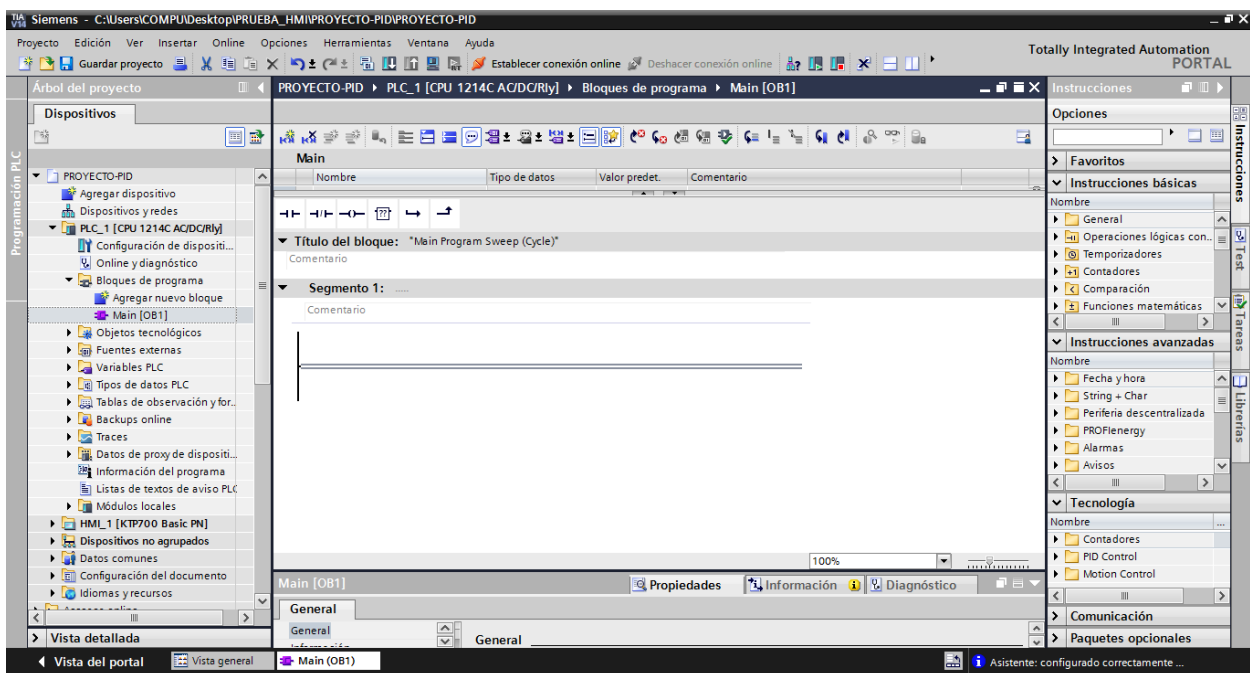 TIA V14 Siemens - C:\Users\COMPU\Desktop\PRUEBA_HMI\PROYECTO-PID\PROYECTO-PID
Proyecto Edición Ver Insertar Online Opciones Herramientas Ventana Ayuda
Totally Integrated Automation
PORTAL
Guardar proyecto Establecer conexión online Deshacer conexión online
Árbol del proyecto
PROYECTO-PID PLC_1 [CPU 1214C AC/DC/Rly] Bloques de programa Main [OB1]
Instrucciones
Dispositivos
Opciones
Programación PLC
PROYECTO-PID
Agregar dispositivo
Dispositivos y redes
PLC_1 [CPU 1214C AC/DC/Rly]
Configuración de dispositi...
Online y diagnóstico
Bloques de programa
Agregar nuevo bloque
Main [OB1]
Objetos tecnológicos
Fuentes externas
Variables PLC
Tipos de datos PLC
Tablas de observación y for..
Backups online
Traces
Datos de proxy de dispositi...
Información del programa
Listas de textos de aviso PLC
Módulos locales
HMI_1 [KTP700 Basic PN]
Dispositivos no agrupados
Datos comunes
Configuración del documento
Idiomas y recursos
Vista detallada
Main
Nombre Tipo de datos Valor predet. Comentario
??
Título del bloque: "Main Program Sweep (Cycle)"
Comentario
Segmento 1: .....
Comentario
100%
Main [OB1]
Propiedades Información Diagnóstico
General
General
General
Favoritos
Instrucciones básicas
Nombre
General
Operaciones lógicas con..
Temporizadores
Contadores
Comparación
Funciones matemáticas
Instrucciones avanzadas
Nombre
Fecha y hora
String + Char
Periferia descentralizada
PROFIenergy
Alarmas
Avisos
Tecnología
Nombre ...
Contadores
PID Control
Motion Control
Comunicación
Paquetes opcionales
Instrucciones
Test
Tareas
Librerías
Vista del portal Vista general Main (OB1) Asistente: configurado correctamente ...